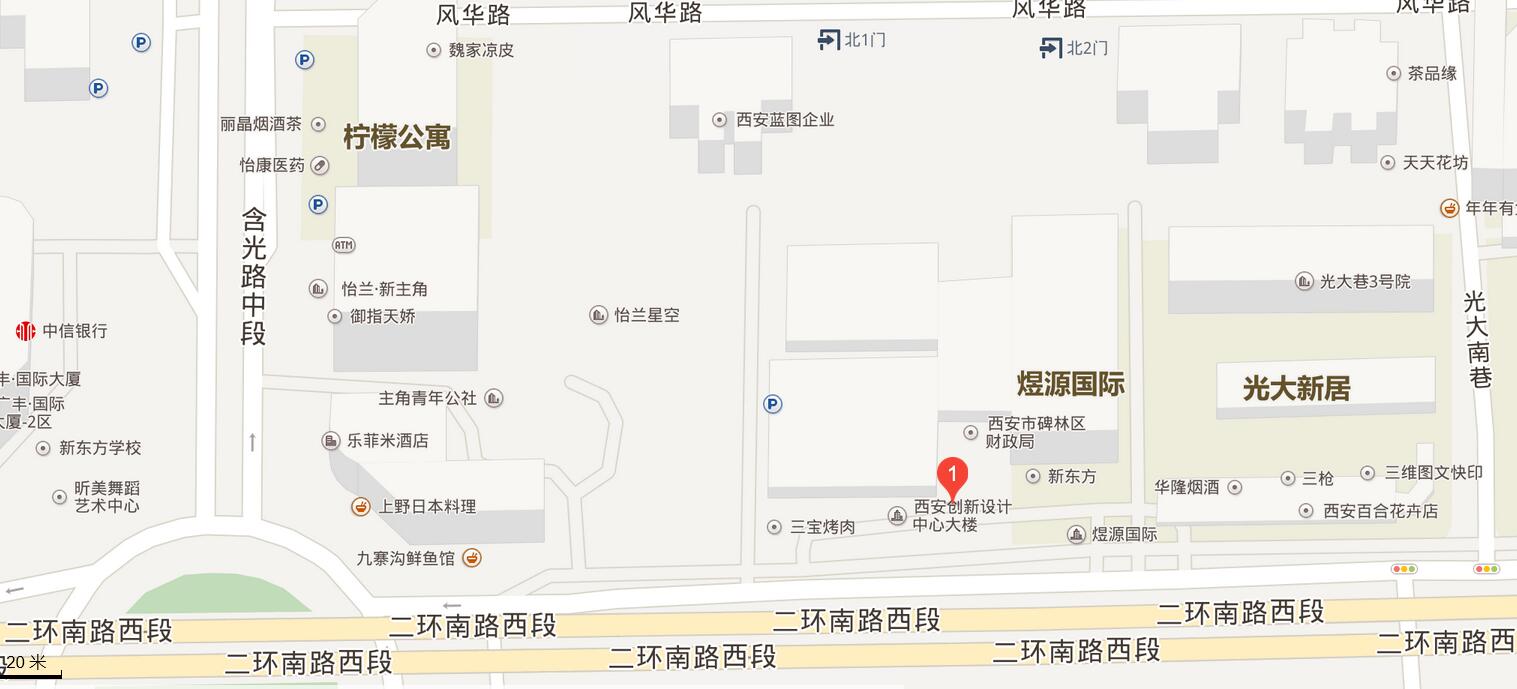 风华路
风华路
风华路
风华路
北1门
北2门
P
P
P
魏家凉皮
茶品缘
丽晶烟酒茶
柠檬公寓
西安蓝图企业
怡康医药
天天花坊
P
年年有
含光路中段
ATM
怡兰·新主角
御指天娇
怡兰星空
光大巷3号院
光大南巷
中信银行
丰·国际大厦
广丰·国际
大厦-2区
主角青年公社
P
煜源国际
光大新居
乐菲米酒店
西安市碑林区
财政局
新东方学校
新东方
1
昕美舞蹈
艺术中心
上野日本料理
三宝烤肉
西安创新设计
中心大楼
华隆烟酒
三枪
三维图文快印
西安百合花卉店
煜源国际
九寨沟鲜鱼馆
二环南路西段
二环南路西段
二环南路西段
二环南路西段
20 米
段
二环南路西段
二环南路西段
二环南路西段
二环南路西